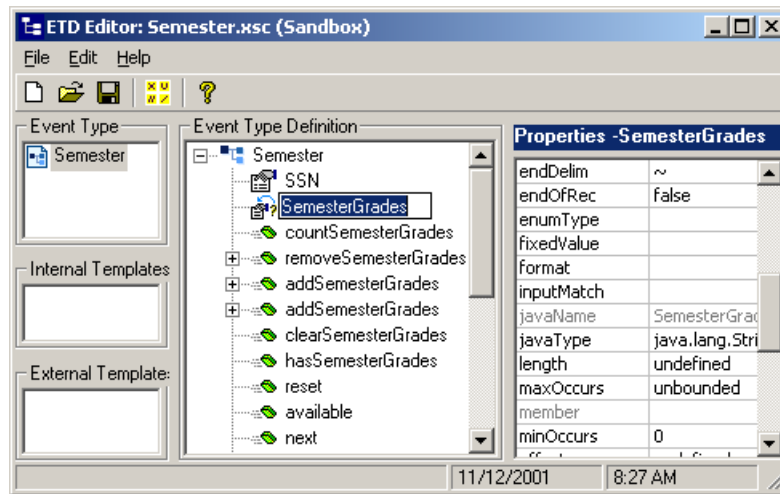 ETD Editor: Semester.xsc (Sandbox)
File Edit Help
Event Type
Semester
Internal Templates
External Template:
Event Type Definition
Semester
SSN
SemesterGrades
countSemesterGrades
removeSemesterGrades
addSemesterGrades
addSemesterGrades
clearSemesterGrades
hasSemesterGrades
reset
available
next
Properties -SemesterGrades
endDelim ~
endOfRec false
enumType
fixedValue
format
inputMatch
javaName SemesterGrad
javaType java.lang.Stri
length undefined
maxOccurs unbounded
member
minOccurs 0
11/12/2001 8:27 AM